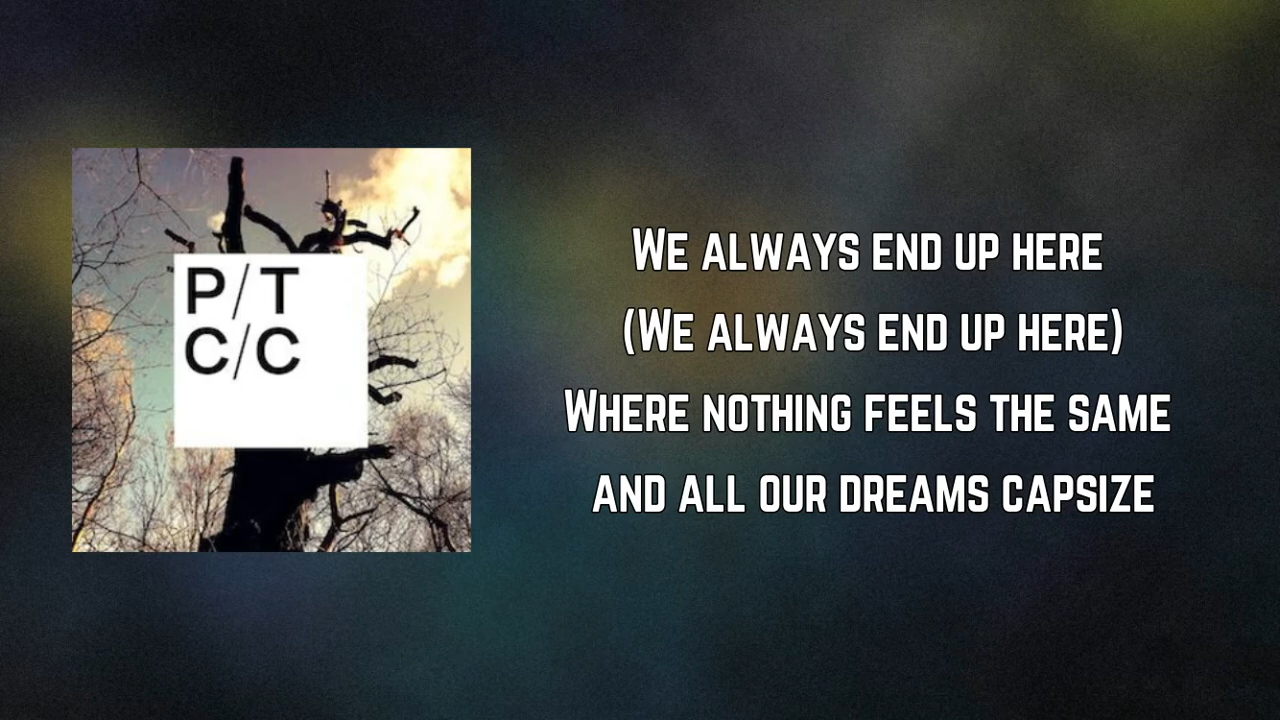 P/T
C/C
We always end up here
(We always end up here)
Where nothing feels the same
and all our dreams capsize